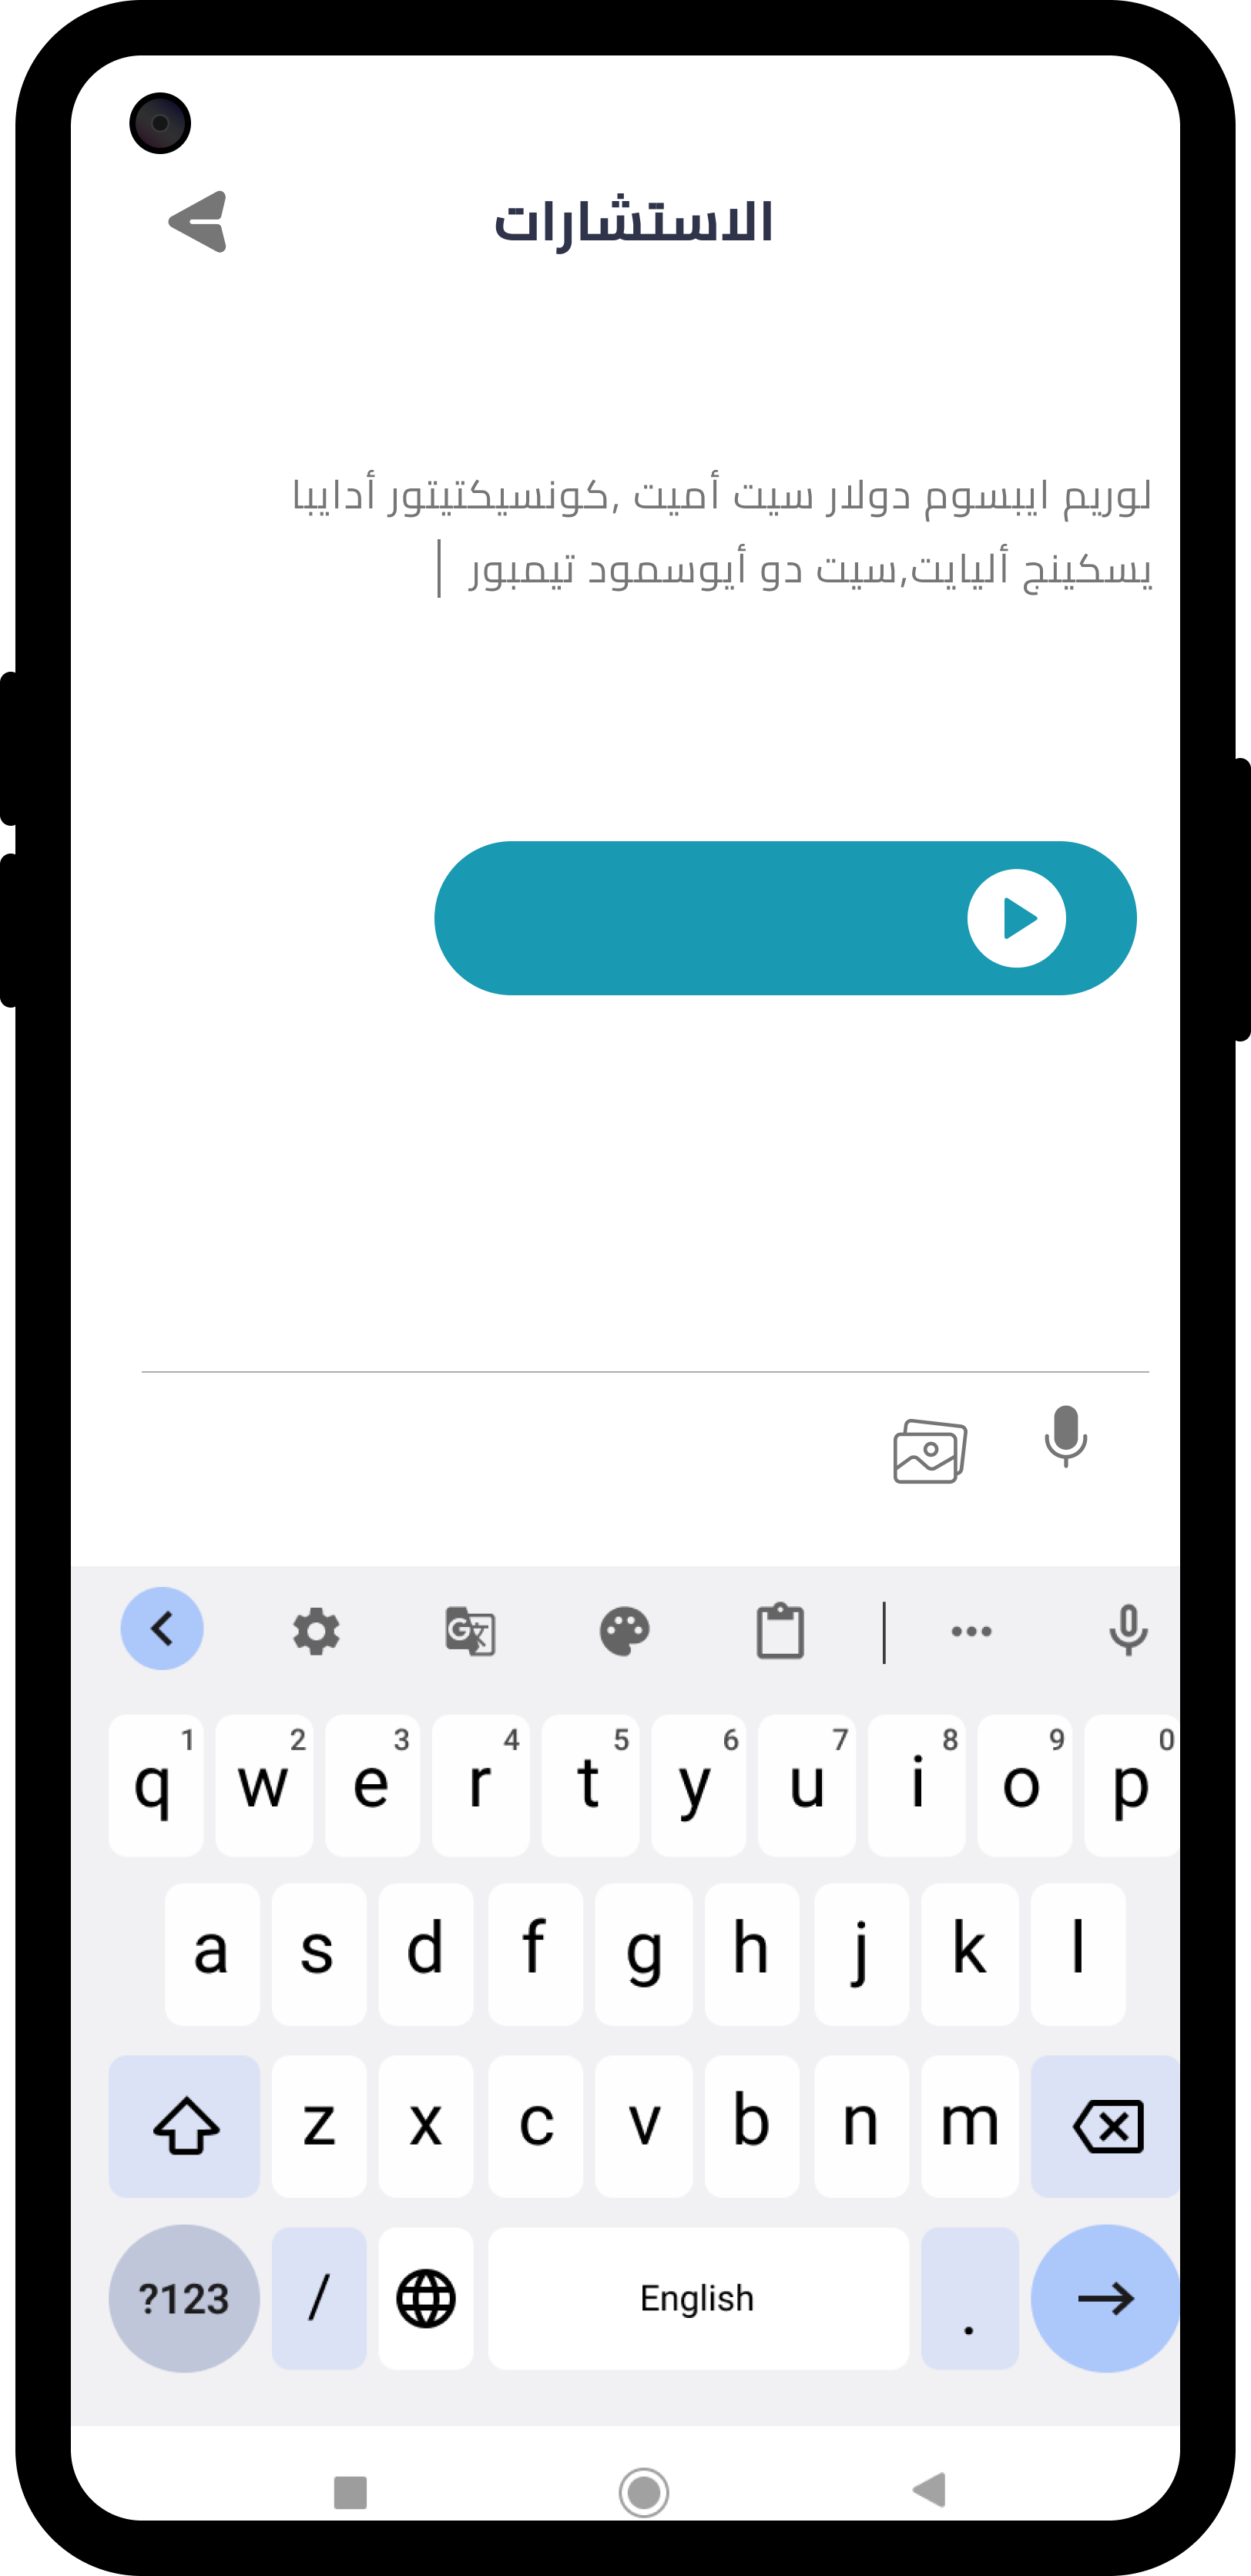 الاستشارات
لوريم ايبسوم دولار سيت أميت ,كونسيكتيتور أدايبا
يسكينج أليايت,سيت دو أيوسمود تيمبور
1 2 3 4 5 6 7 8 9 0
q w e r t y u i o p
a s d f g h j k l
z x c v b n m
?123 / English .